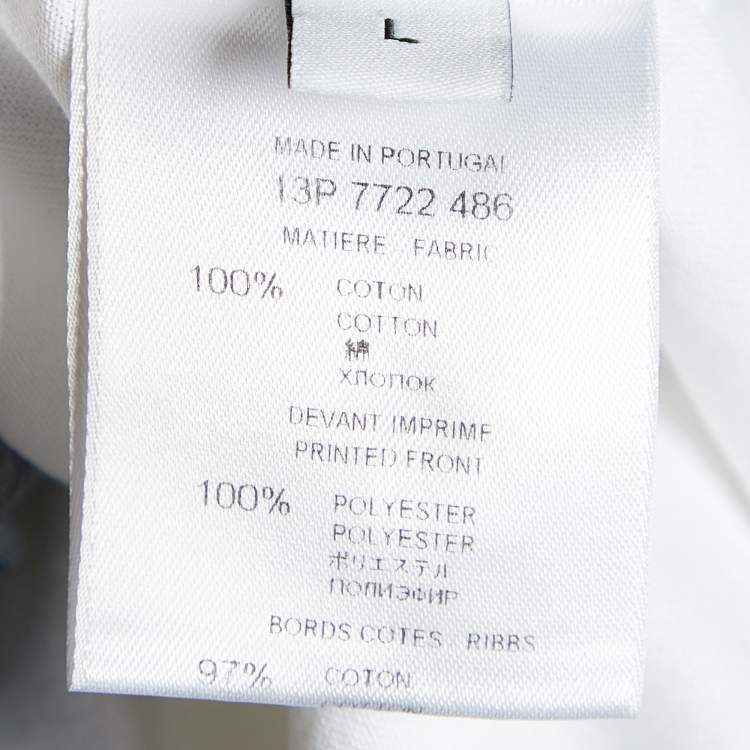 L
MADE IN PORTUGAL
13P 7722 486
MATIERE - FABRIC
100% COTON
COTTON
綿
ХЛОПОК
DEVANT IMPRIME
PRINTED FRONT
100% POLYESTER
POLYESTER
ポリエステル
ПОЛИЭФИР
BORDS COTES - RIBBS
97% COTON